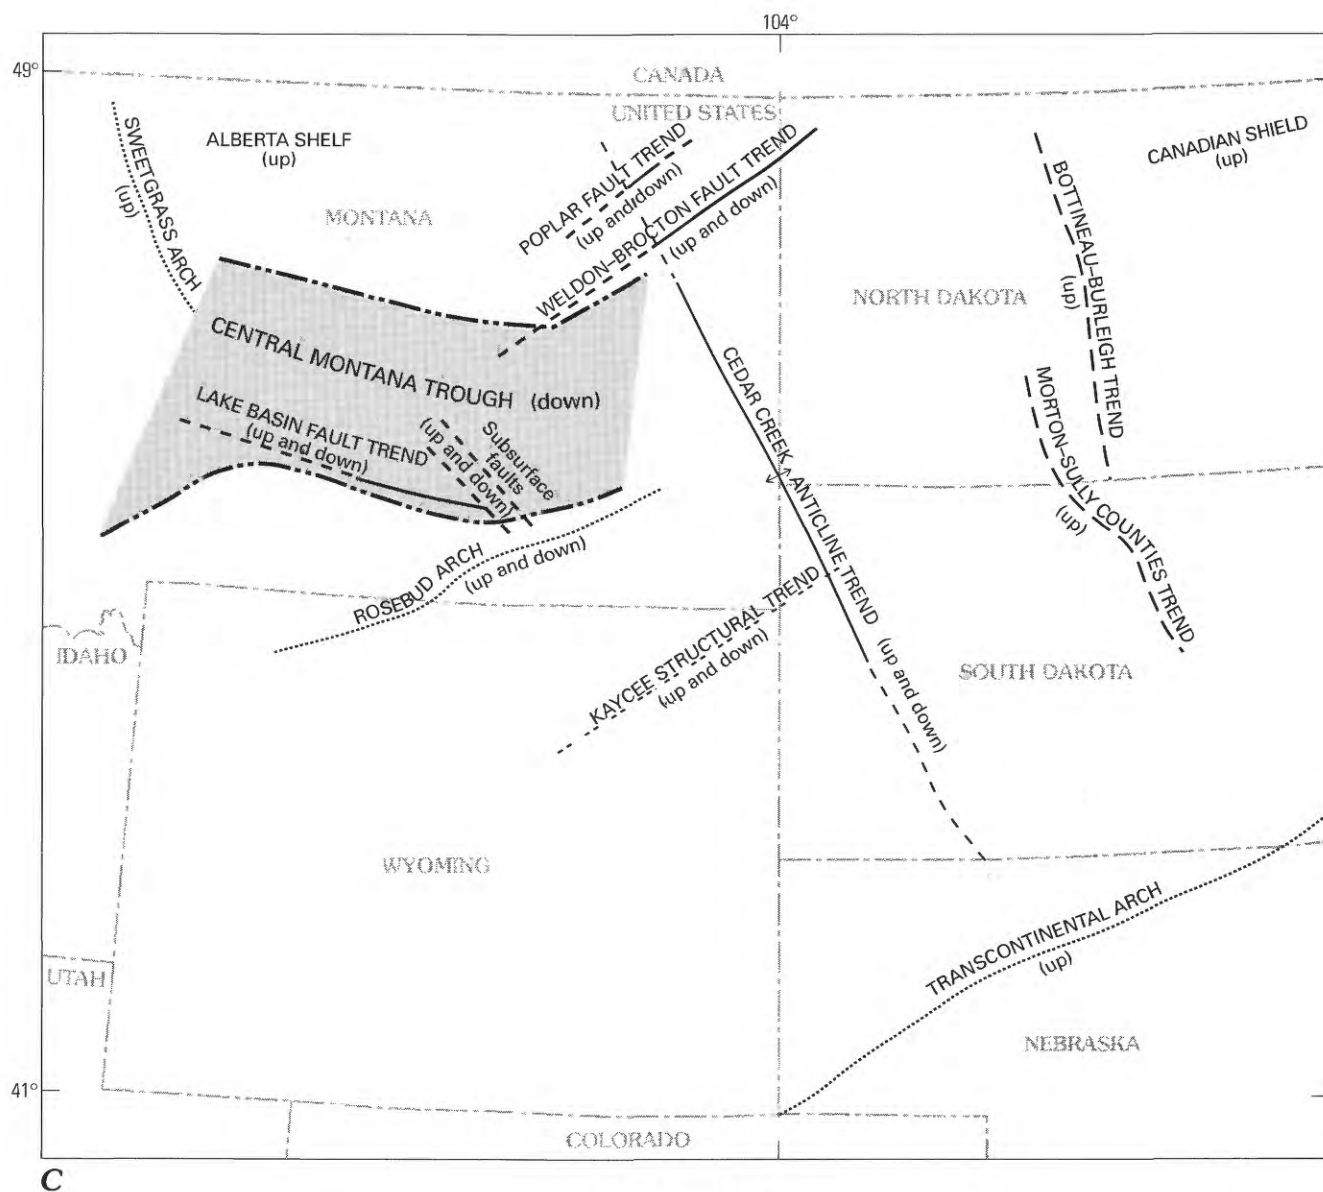 104°
49°
CANADA
UNITED STATES
SWEETGRASS ARCH
(up)
ALBERTA SHELF
(up)
MONTANA
POPLAR FAULT TREND
(up and down)
WELDON–BROCTON FAULT TREND
(up and down)
CANADIAN SHIELD
(up)
BOTTINEAU–BURLEIGH TREND
(up)
NORTH DAKOTA
CENTRAL MONTANA TROUGH (down)
LAKE BASIN FAULT TREND
(up and down)
Subsurface
faults
(up and down)
CEDAR CREEK ANTICLINE TREND (up and down)
MORTON–SULLY COUNTIES TREND
(up)
ROSEBUD ARCH
(up and down)
KAYCEE STRUCTURAL TREND
(up and down)
IDAHO
SOUTH DAKOTA
WYOMING
TRANSCONTINENTAL ARCH
(up)
UTAH
NEBRASKA
41°
COLORADO
C